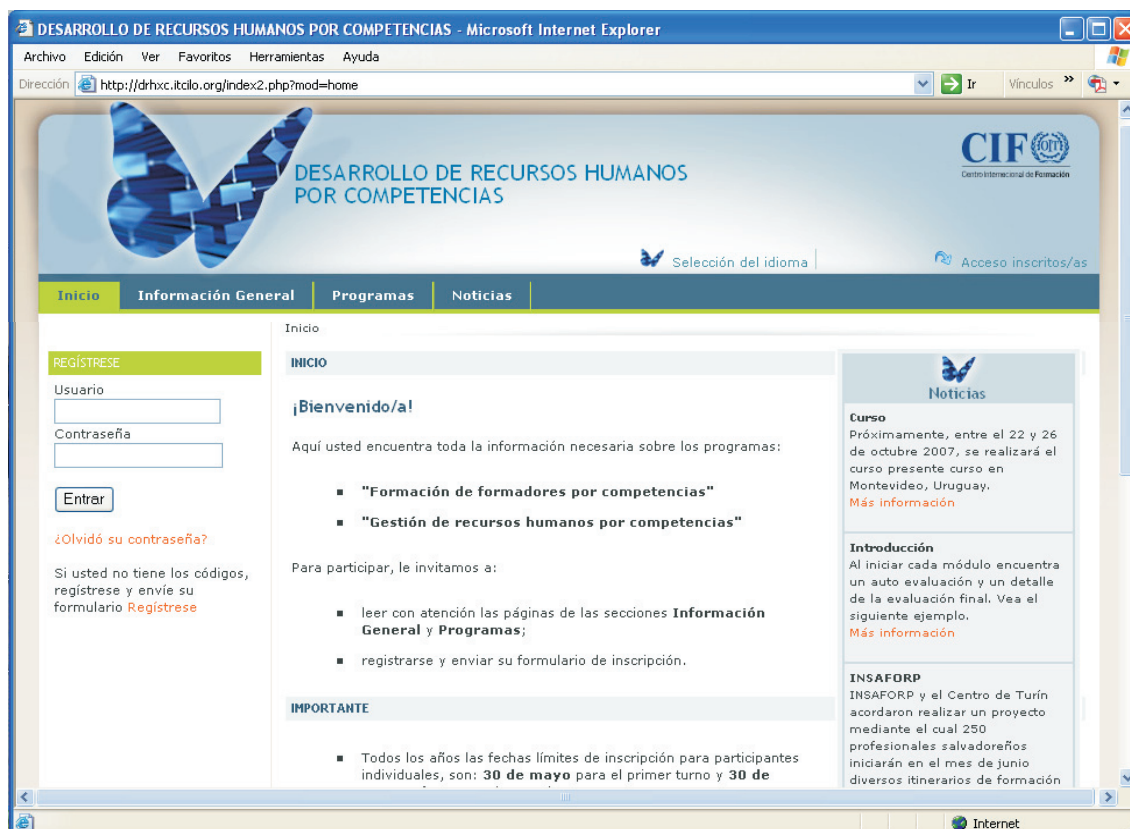 DESARROLLO DE RECURSOS HUMANOS POR COMPETENCIAS - Microsoft Internet Explorer
Archivo Edición Ver Favoritos Herramientas Ayuda
Dirección http://drhxc.itcilo.org/index2.php?mod=home Ir Vínculos »
DESARROLLO DE RECURSOS HUMANOS
POR COMPETENCIAS
CIF
Centro Internacional de Formación
Selección del idioma
Acceso inscritos/as
Inicio Información General Programas Noticias
Inicio
REGÍSTRESE
Usuario
Contraseña
Entrar
¿Olvidó su contraseña?
Si usted no tiene los códigos,
regístrese y envíe su
formulario Regístrese
INICIO
¡Bienvenido/a!
Aquí usted encuentra toda la información necesaria sobre los programas:
"Formación de formadores por competencias"
"Gestión de recursos humanos por competencias"
Para participar, le invitamos a:
leer con atención las páginas de las secciones Información
General y Programas;
registrarse y enviar su formulario de inscripción.
IMPORTANTE
Todos los años las fechas límites de inscripción para participantes
individuales, son: 30 de mayo para el primer turno y 30 de
Noticias
Curso
Próximamente, entre el 22 y 26
de octubre 2007, se realizará el
curso presente curso en
Montevideo, Uruguay.
Más información
Introducción
Al iniciar cada módulo encuentra
un auto evaluación y un detalle
de la evaluación final. Vea el
siguiente ejemplo.
Más información
INSAFORP
INSAFORP y el Centro de Turín
acordaron realizar un proyecto
mediante el cual 250
profesionales salvadoreños
iniciarán en el mes de junio
diversos itinerarios de formación
Internet